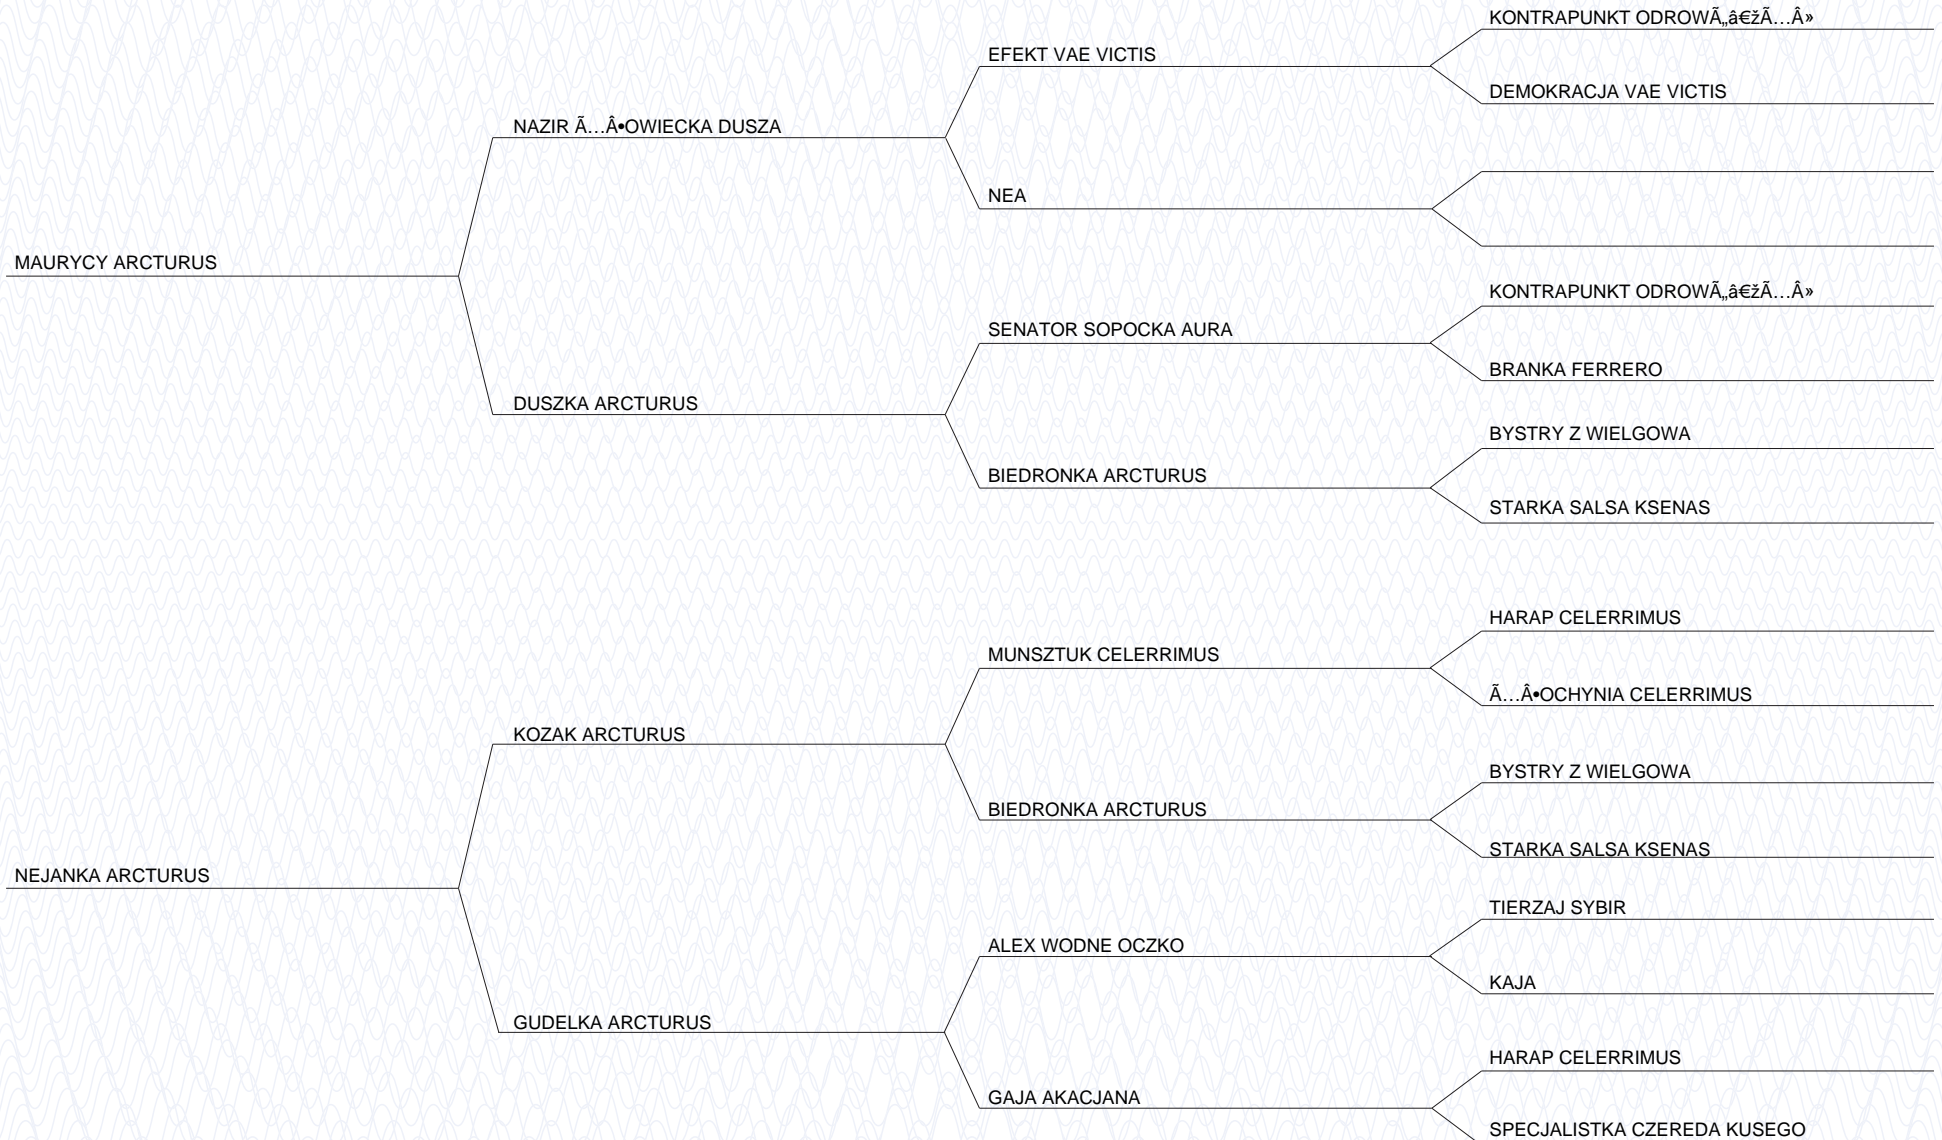 KONTRAPUNKT ODROWÃ„â€žÃ…Â»
EFEKT VAE VICTIS
DEMOKRACJA VAE VICTIS
NAZIR Ã…Â•OWIECKA DUSZA
NEA
MAURYCY ARCTURUS
KONTRAPUNKT ODROWÃ„â€žÃ…Â»
SENATOR SOPOCKA AURA
BRANKA FERRERO
DUSZKA ARCTURUS
BYSTRY Z WIELGOWA
BIEDRONKA ARCTURUS
STARKA SALSA KSENAS
HARAP CELERRIMUS
MUNSZTUK CELERRIMUS
Ã…Â•OCHYNIA CELERRIMUS
KOZAK ARCTURUS
BYSTRY Z WIELGOWA
BIEDRONKA ARCTURUS
STARKA SALSA KSENAS
NEJANKA ARCTURUS
TIERZAJ SYBIR
ALEX WODNE OCZKO
KAJA
GUDELKA ARCTURUS
HARAP CELERRIMUS
GAJA AKACJANA
SPECJALISTKA CZEREDA KUSEGO